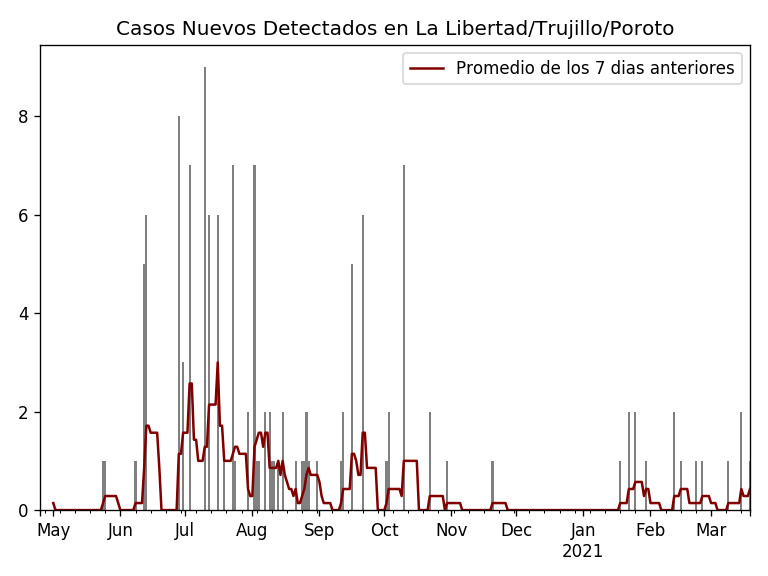 Casos Nuevos Detectados en La Libertad/Trujillo/Poroto
Promedio de los 7 dias anteriores
8
6
4
2
0
May Jun Jul Aug Sep Oct Nov Dec Jan Feb Mar
2021